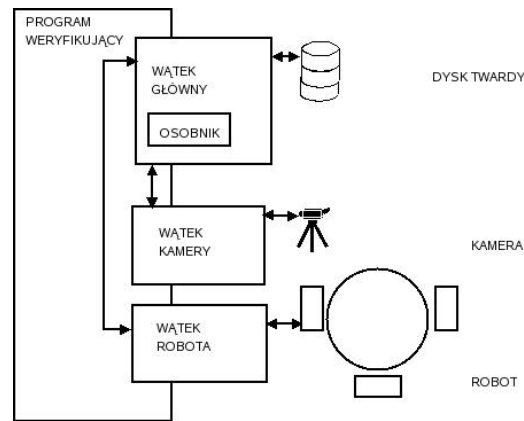 PROGRAM
WERYFIKUJĄCY
WĄTEK
GŁÓWNY
OSOBNIK
DYSK TWARDY
WĄTEK
KAMERY
KAMERA
WĄTEK
ROBOTA
ROBOT